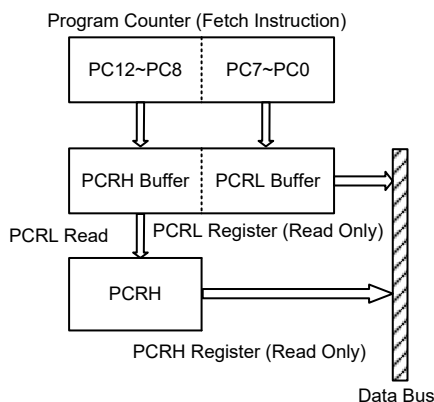 Program Counter (Fetch Instruction)
PC12~PC8
PC7~PC0
PCRH Buffer
PCRL Buffer
PCRL Read
PCRL Register (Read Only)
PCRH
PCRH Register (Read Only)
Data Bus